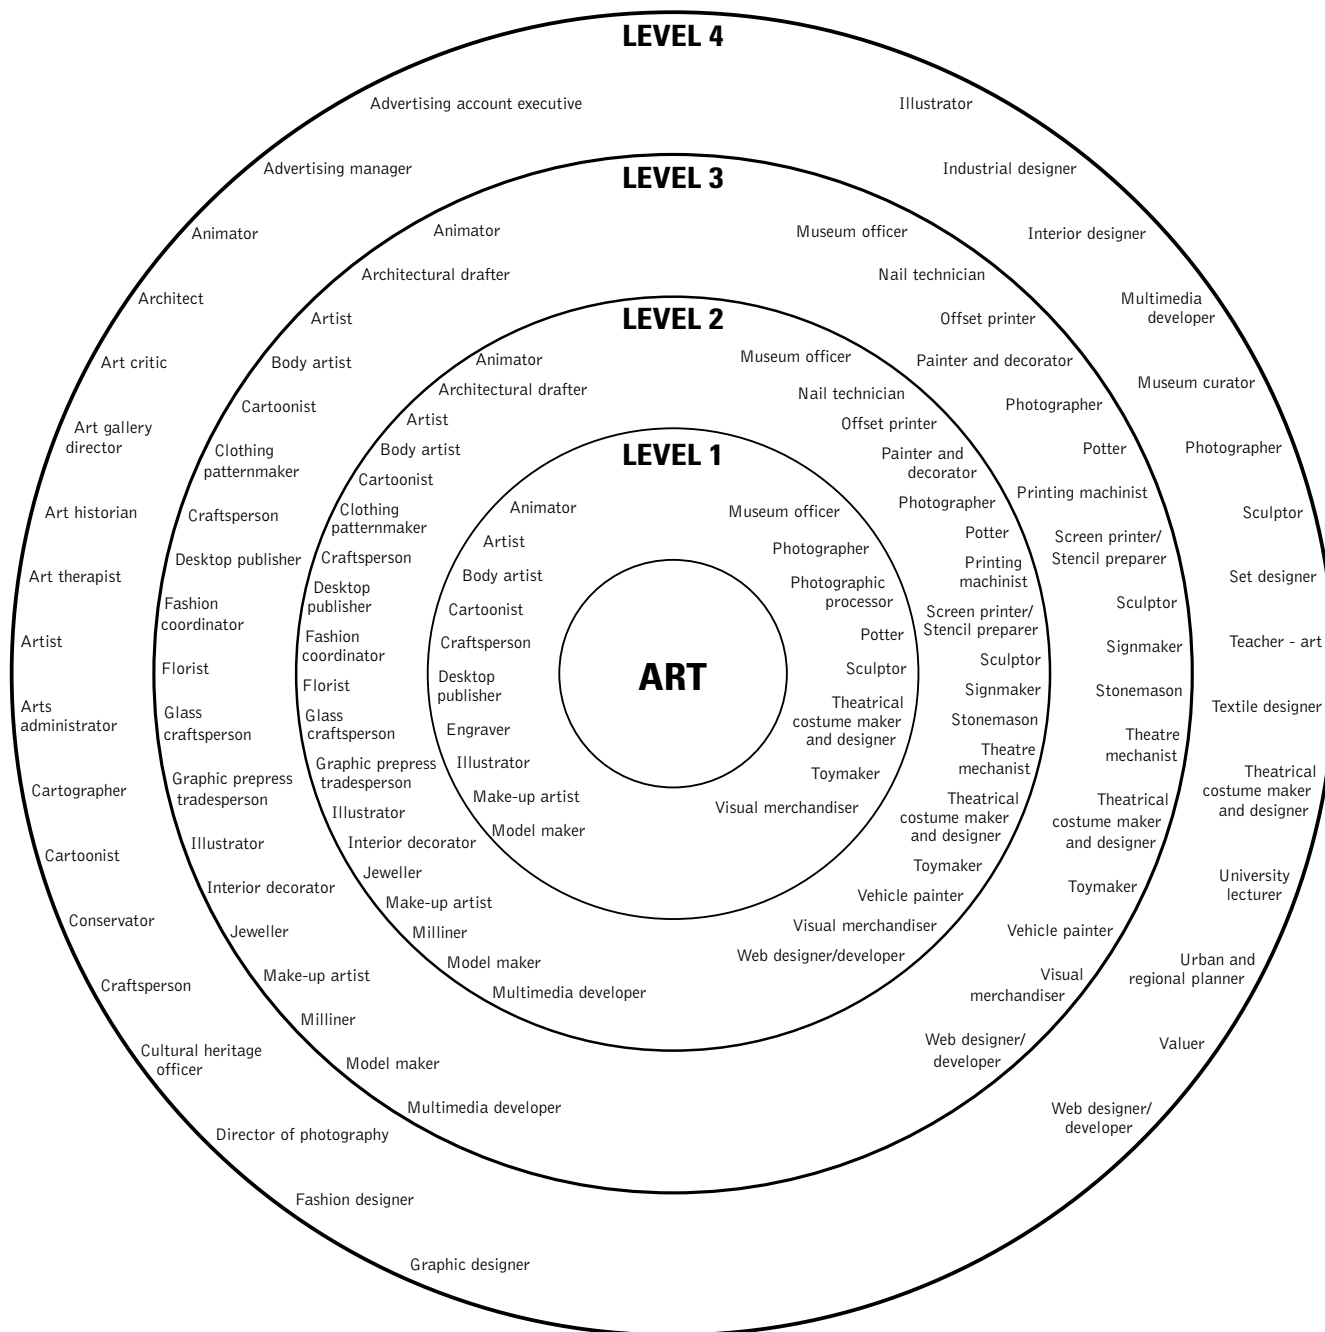 LEVEL 4
Advertising account executive
Advertising manager
Animator
Architect
Art critic
Art gallery
director
Art historian
Art therapist
Artist
Arts
administrator
Cartographer
Cartoonist
Conservator
Craftsperson
Cultural heritage
officer
Director of photography
Fashion designer
Graphic designer
Illustrator
Industrial designer
Interior designer
Multimedia
developer
Museum curator
Photographer
Sculptor
Set designer
Teacher - art
Textile designer
Theatrical
costume maker
and designer
University
lecturer
Urban and
regional planner
Valuer
Web designer/
developer
LEVEL 3
Animator
Architectural drafter
Artist
Body artist
Cartoonist
Clothing
patternmaker
Craftsperson
Desktop publisher
Fashion
coordinator
Florist
Glass
craftsperson
Graphic prepress
tradesperson
Illustrator
Interior decorator
Jeweller
Make-up artist
Milliner
Model maker
Multimedia developer
Museum officer
Nail technician
Offset printer
Painter and decorator
Photographer
Potter
Printing machinist
Screen printer/
Stencil preparer
Sculptor
Signmaker
Stonemason
Theatre
mechanist
Theatrical
costume maker
and designer
Toymaker
Vehicle painter
Visual
merchandiser
Web designer/
developer
LEVEL 2
Animator
Architectural drafter
Artist
Body artist
Cartoonist
Clothing
patternmaker
Craftsperson
Desktop
publisher
Fashion
coordinator
Florist
Glass
craftsperson
Graphic prepress
tradesperson
Illustrator
Interior decorator
Jeweller
Make-up artist
Milliner
Model maker
Multimedia developer
Museum officer
Nail technician
Offset printer
Painter and
decorator
Photographer
Potter
Printing
machinist
Screen printer/
Stencil preparer
Sculptor
Signmaker
Stonemason
Theatre
mechanist
Theatrical
costume maker
and designer
Toymaker
Vehicle painter
Visual merchandiser
Web designer/developer
LEVEL 1
Animator
Artist
Body artist
Cartoonist
Craftsperson
Desktop
publisher
Engraver
Illustrator
Make-up artist
Model maker
Museum officer
Photographer
Photographic
processor
Potter
Sculptor
Theatrical
costume maker
and designer
Toymaker
Visual merchandiser
ART